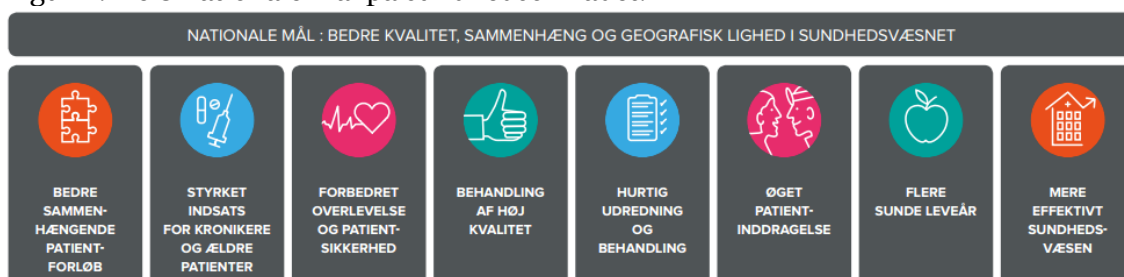 NATIONALE MÅL : BEDRE KVALITET, SAMMENHÆNG OG GEOGRAFISK LIGHED I SUNDHEDSVÆSNET
BEDRE
SAMMEN-
HÆNGENDE
PATIENT-
FORLØB
STYRKET
INDSATS
FOR KRONIKERE
OG ÆLDRE
PATIENTER
FORBEDRET
OVERLEVELSE
OG PATIENT-
SIKKERHED
BEHANDLING
AF HØJ
KVALITET
HURTIG
UDREDNING
OG
BEHANDLING
ØGET
PATIENT-
INDDRAGELSE
FLERE
SUNDE LEVEÅR
MERE
EFFEKTIVT
SUNDHEDS-
VÆSEN